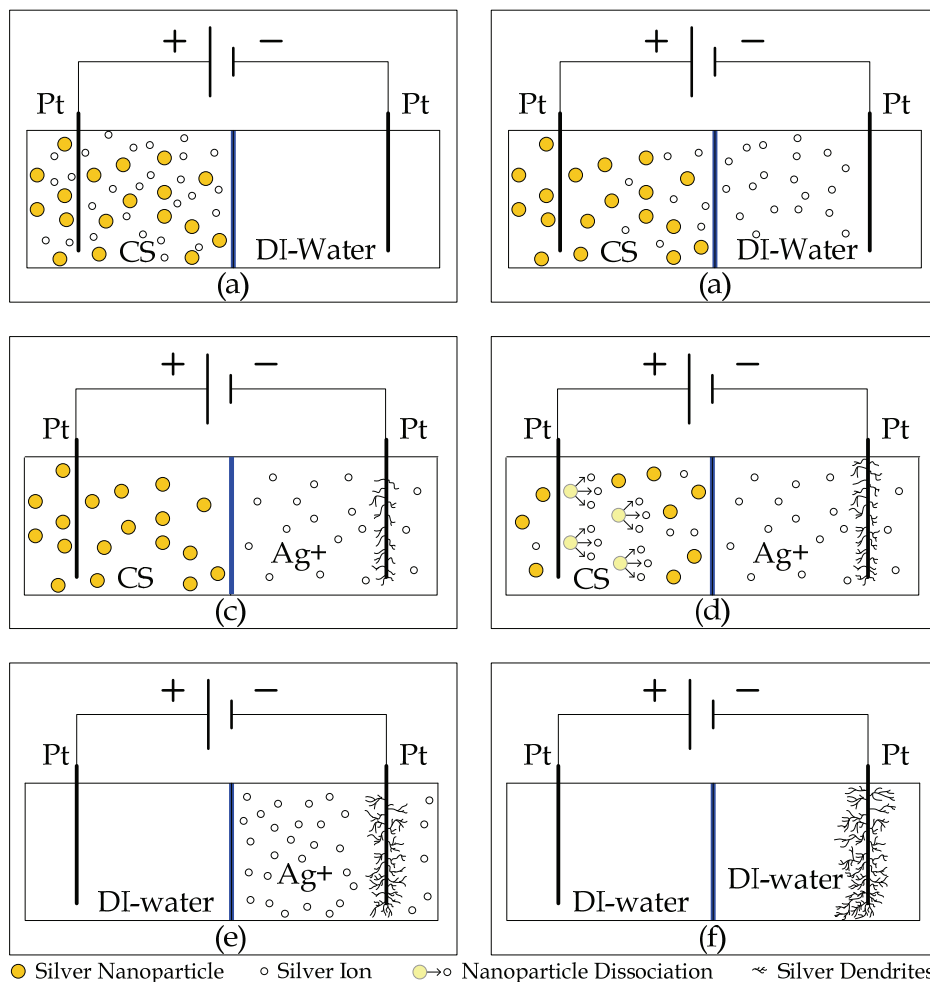 + −
Pt Pt
CS DI-Water
(a)
+ −
Pt Pt
CS DI-Water
(a)
+ −
Pt Pt
CS Ag+
(c)
+ −
Pt Pt
CS Ag+
(d)
+ −
Pt Pt
DI-water Ag+
(e)
+ −
Pt Pt
DI-water DI-water
(f)
Silver Nanoparticle Silver Ion Nanoparticle Dissociation Silver Dendrites